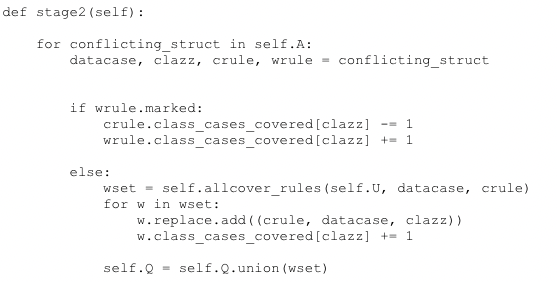 def stage2(self):
    for conflicting_struct in self.A:
        datacase, clazz, crule, wrule = conflicting_struct
        if wrule.marked:
            crule.class_cases_covered[clazz] -= 1
            wrule.class_cases_covered[clazz] += 1
        else:
            wset = self.allcover_rules(self.U, datacase, crule)
            for w in wset:
                w.replace.add((crule, datacase, clazz))
                w.class_cases_covered[clazz] += 1
            self.Q = self.Q.union(wset)